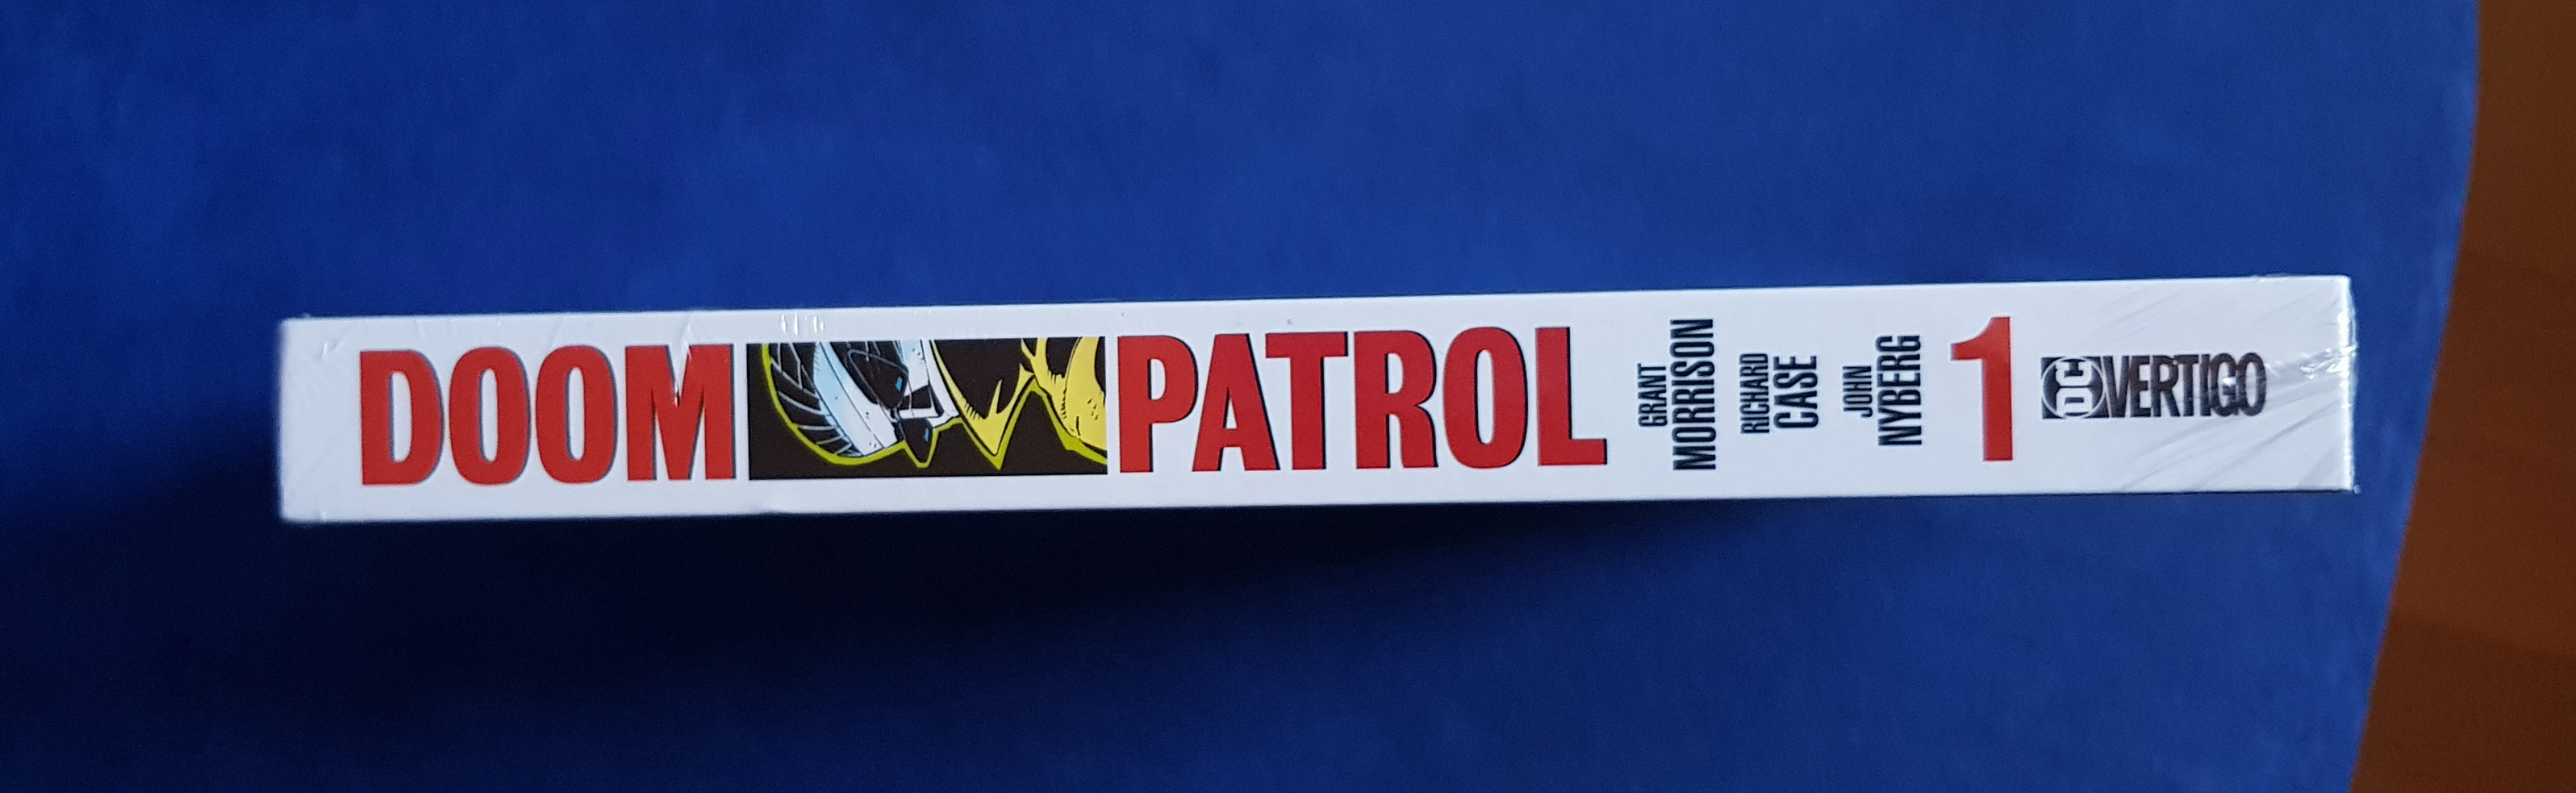 DOOM PATROL
GRANT
MORRISON
RICHARD
CASE
JOHN
NYBERG
1
DC VERTIGO